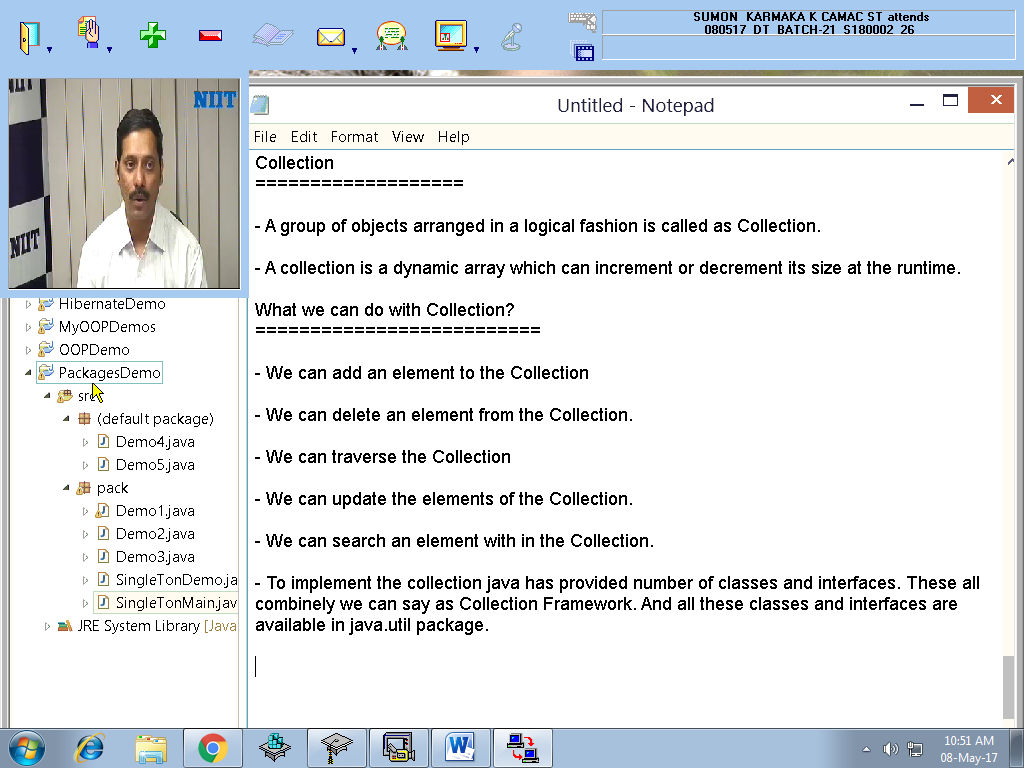 SUMON KARMAKA K CAMAC ST attends
080517 DT BATCH-21 S180002 26
NIIT
NIIT
NIIT
Untitled - Notepad
File Edit Format View Help
Collection
===================
- A group of objects arranged in a logical fashion is called as Collection.
- A collection is a dynamic array which can increment or decrement its size at the runtime.
What we can do with Collection?
==========================
- We can add an element to the Collection
- We can delete an element from the Collection.
- We can traverse the Collection
- We can update the elements of the Collection.
- We can search an element with in the Collection.
- To implement the collection java has provided number of classes and interfaces. These all
combinely we can say as Collection Framework. And all these classes and interfaces are
available in java.util package.
HibernateDemo
MyOOPDemos
OOPDemo
PackagesDemo
src
(default package)
Demo4.java
Demo5.java
pack
Demo1.java
Demo2.java
Demo3.java
SingleTonDemo.ja
SingleTonMain.jav
JRE System Library [Java
10:51 AM
08-May-17